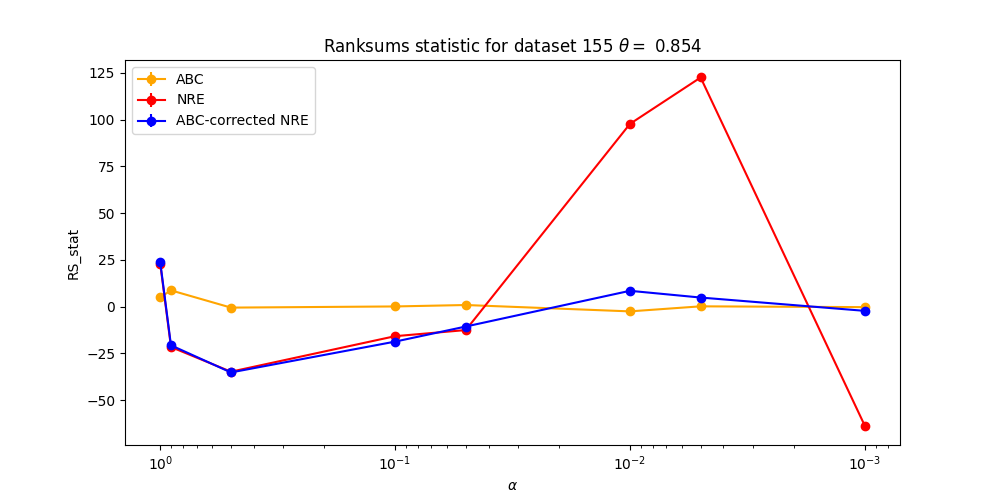 Ranksums statistic for dataset 155 θ = 0.854
ABC
NRE
ABC-corrected NRE
RS_stat
125
100
75
50
25
0
−25
−50
10⁰
10⁻¹
10⁻²
10⁻³
α